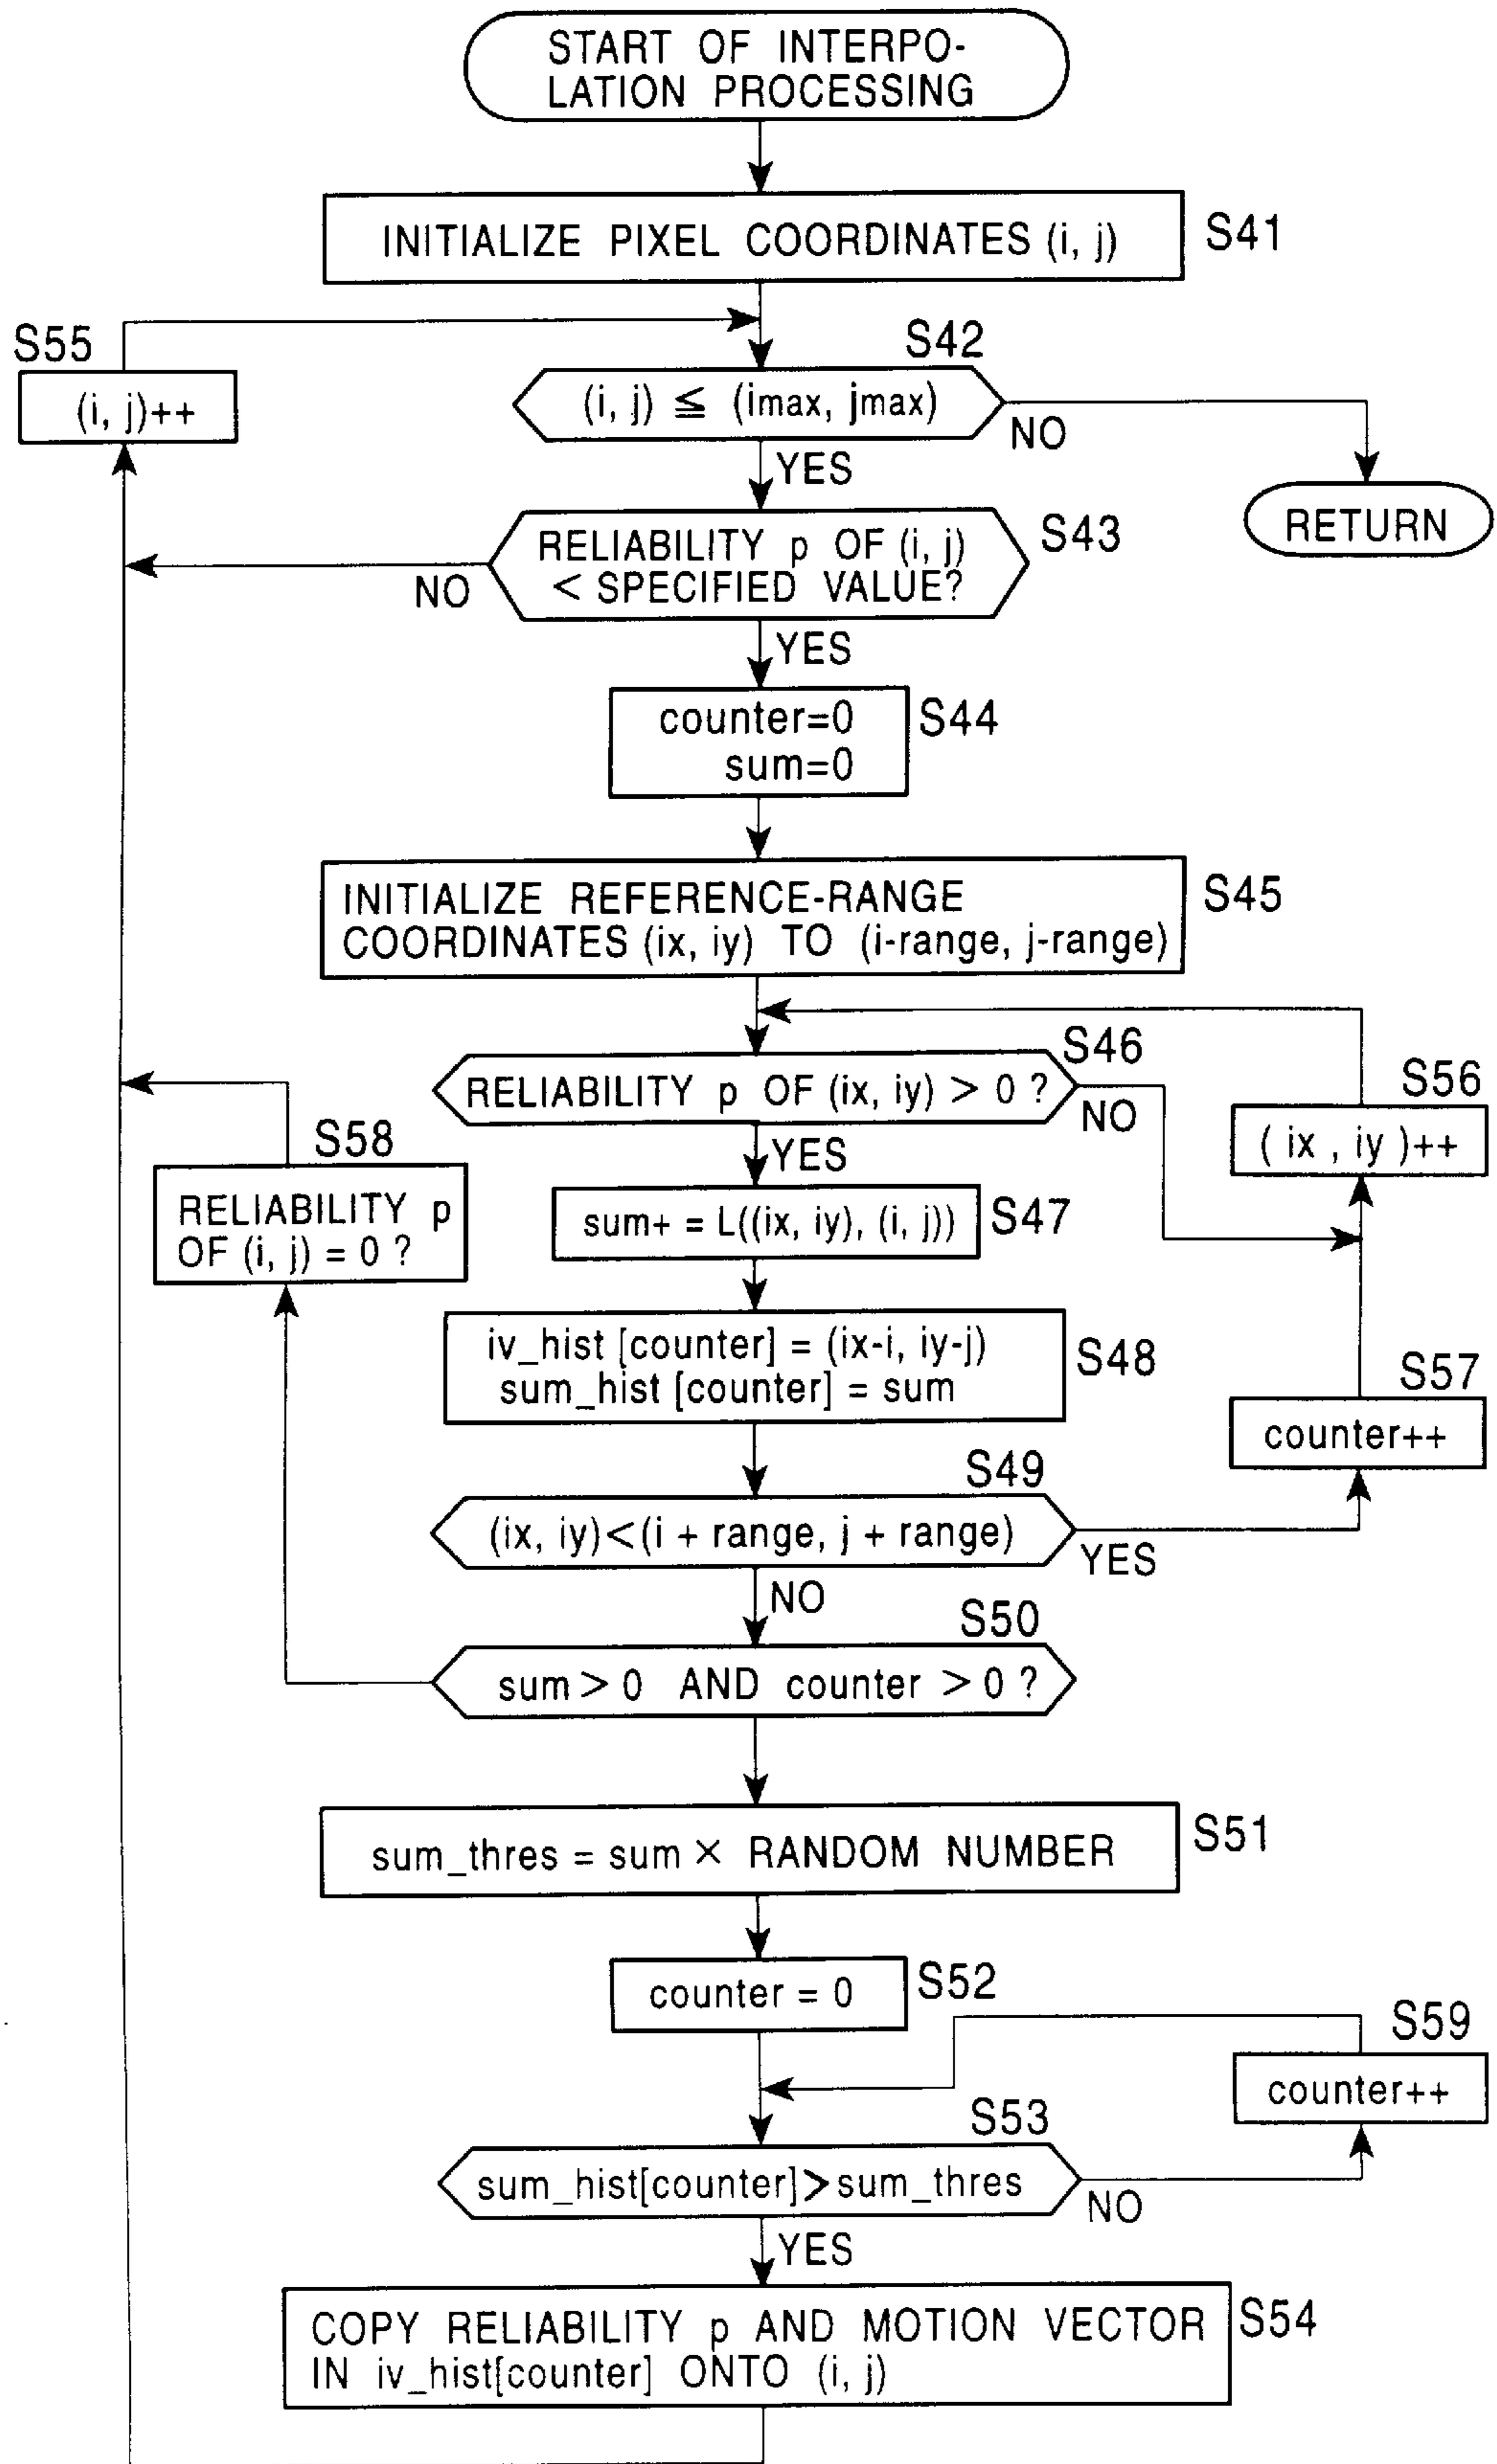 START OF INTERPO-
LATION PROCESSING
INITIALIZE PIXEL COORDINATES (i, j)
S41
S55
(i, j)++
S42
(i, j) ≦ (imax, jmax)
NO
YES
RETURN
RELIABILITY p OF (i, j)
< SPECIFIED VALUE?
S43
NO
YES
counter=0
sum=0
S44
INITIALIZE REFERENCE-RANGE
COORDINATES (ix, iy) TO (i-range, j-range)
S45
S46
RELIABILITY p OF (ix, iy) > 0 ?
NO
YES
S56
( ix , iy )++
S58
RELIABILITY p
OF (i, j) = 0 ?
sum+ = L((ix, iy), (i, j))
S47
iv_hist [counter] = (ix-i, iy-j)
sum_hist [counter] = sum
S48
S57
counter++
S49
(ix, iy)<(i + range, j + range)
YES
NO
S50
sum > 0 AND counter > 0 ?
sum_thres = sum × RANDOM NUMBER
S51
counter = 0
S52
S59
counter++
S53
sum_hist[counter]>sum_thres
NO
YES
COPY RELIABILITY p AND MOTION VECTOR
IN iv_hist[counter] ONTO (i, j)
S54